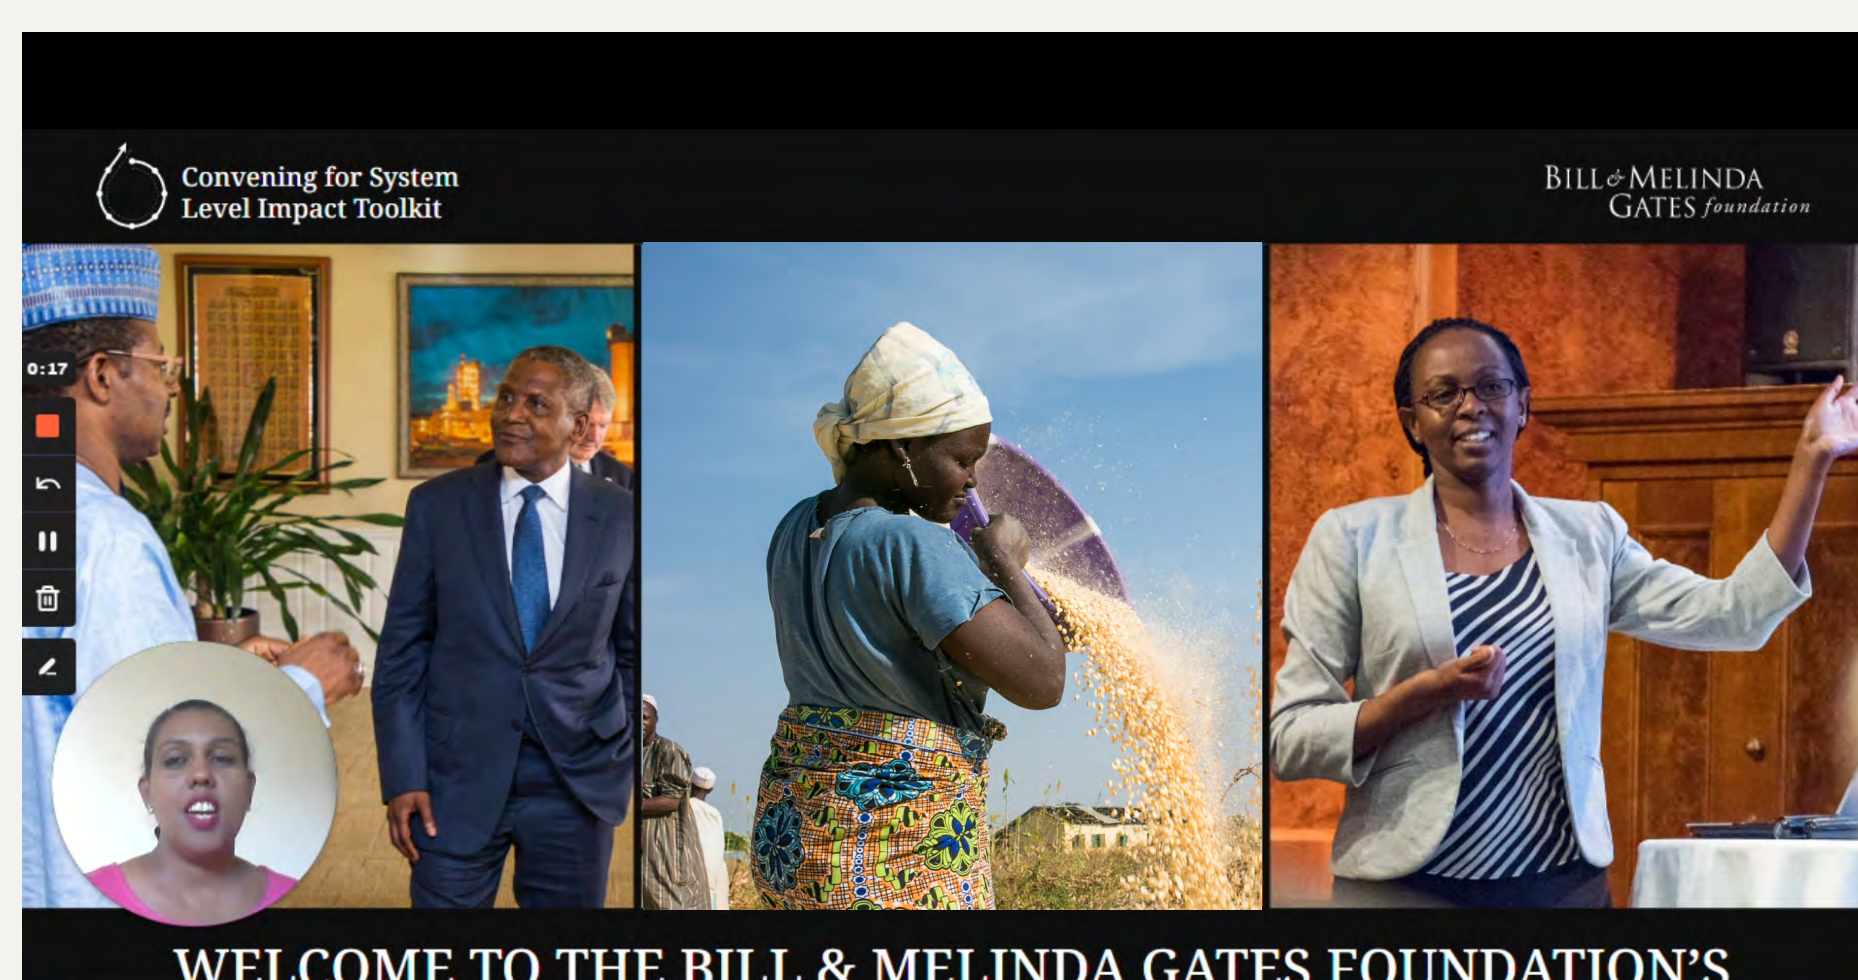 Convening for System
Level Impact Toolkit
BILL & MELINDA
GATES foundation
0:17
WELCOME TO THE BILL & MELINDA GATES FOUNDATION'S